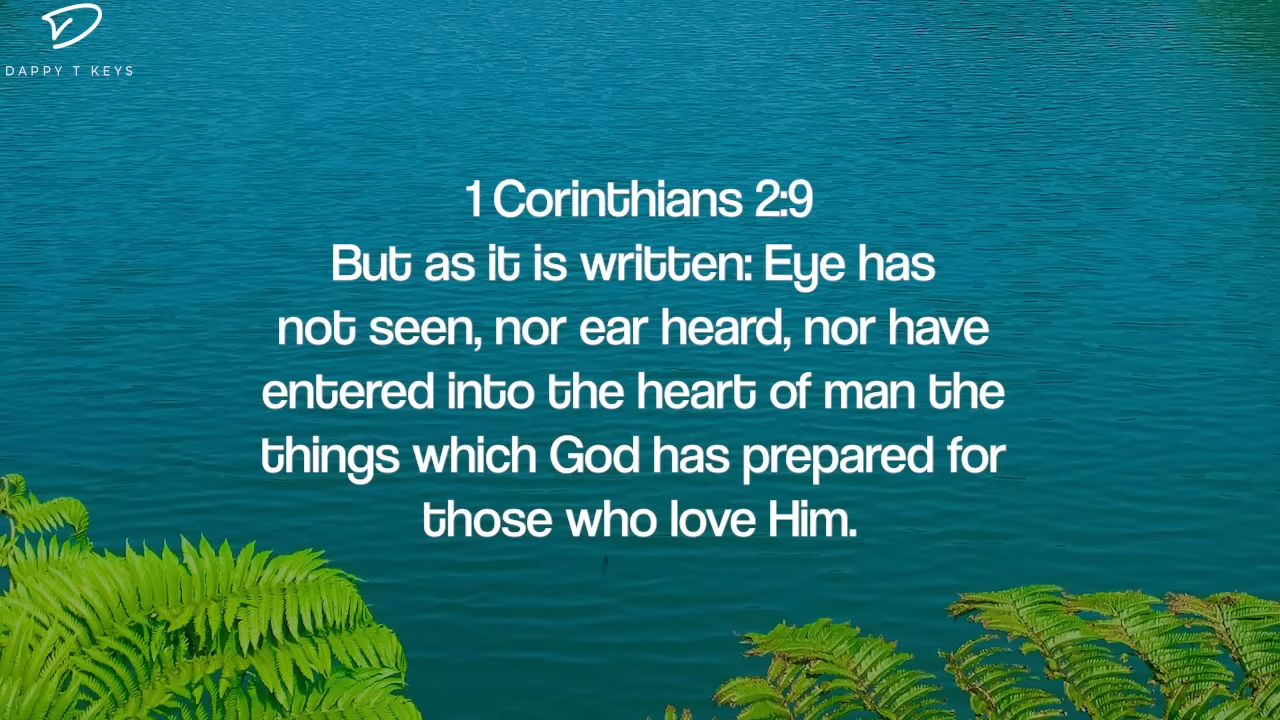 DAPPY T KEYS
1 Corinthians 2:9
But as it is written: Eye has
not seen, nor ear heard, nor have
entered into the heart of man the
things which God has prepared for
those who love Him.